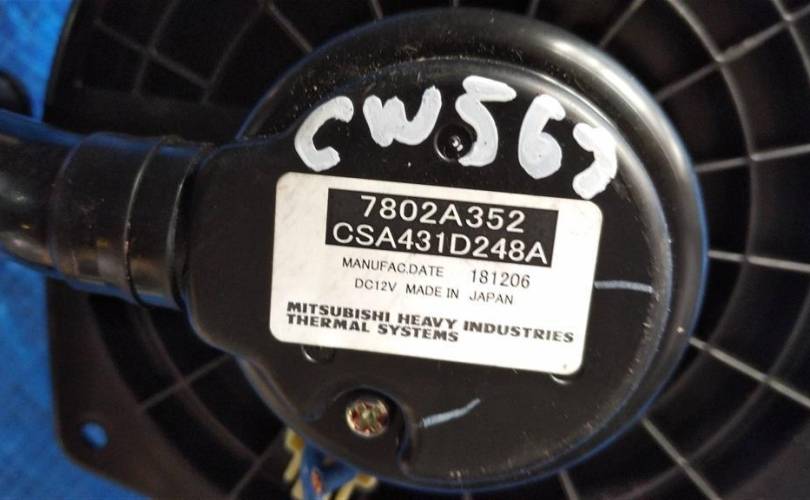 CW567
7802A352
CSA431D248A
MANUFAC.DATE 181206
DC12V MADE IN JAPAN
MITSUBISHI HEAVY INDUSTRIES
THERMAL SYSTEMS